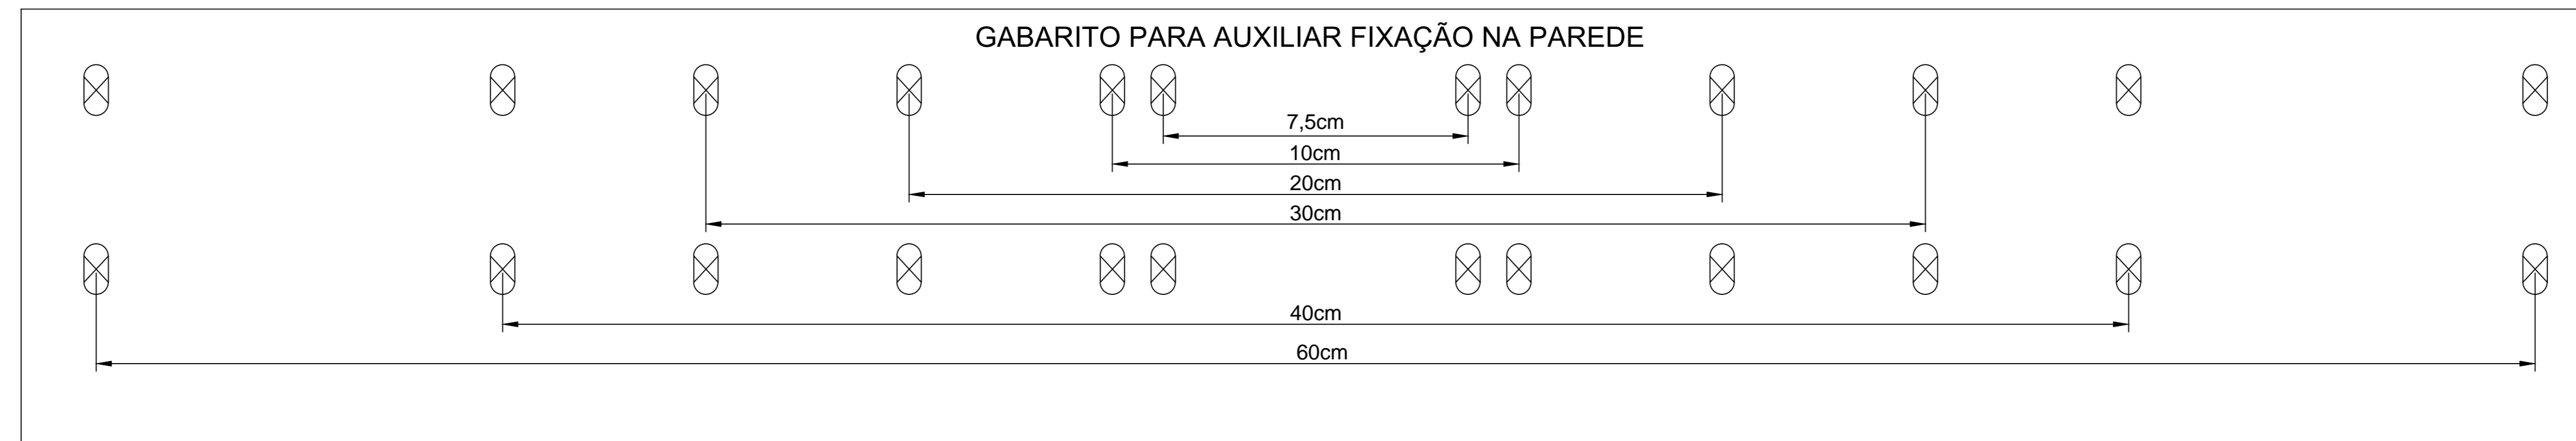 GABARITO PARA AUXILIAR FIXAÇÃO NA PAREDE
7,5cm
10cm
20cm
30cm
40cm
60cm